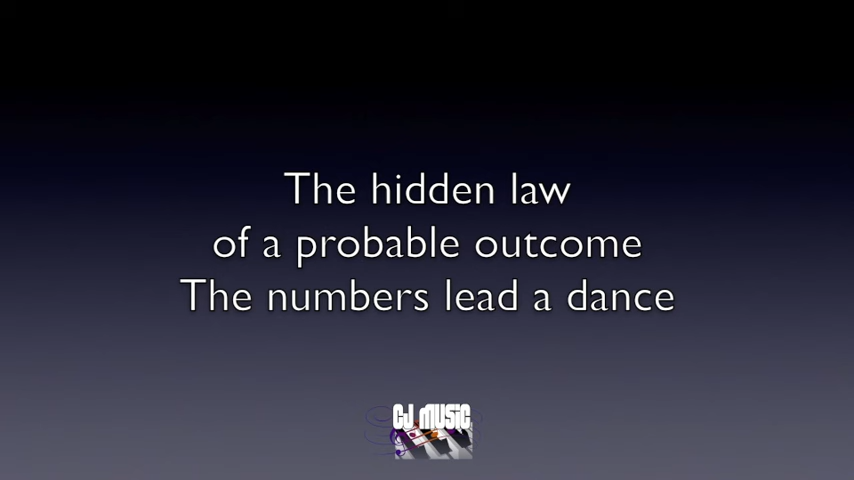 The hidden law
of a probable outcome
The numbers lead a dance
CJ MUSIC